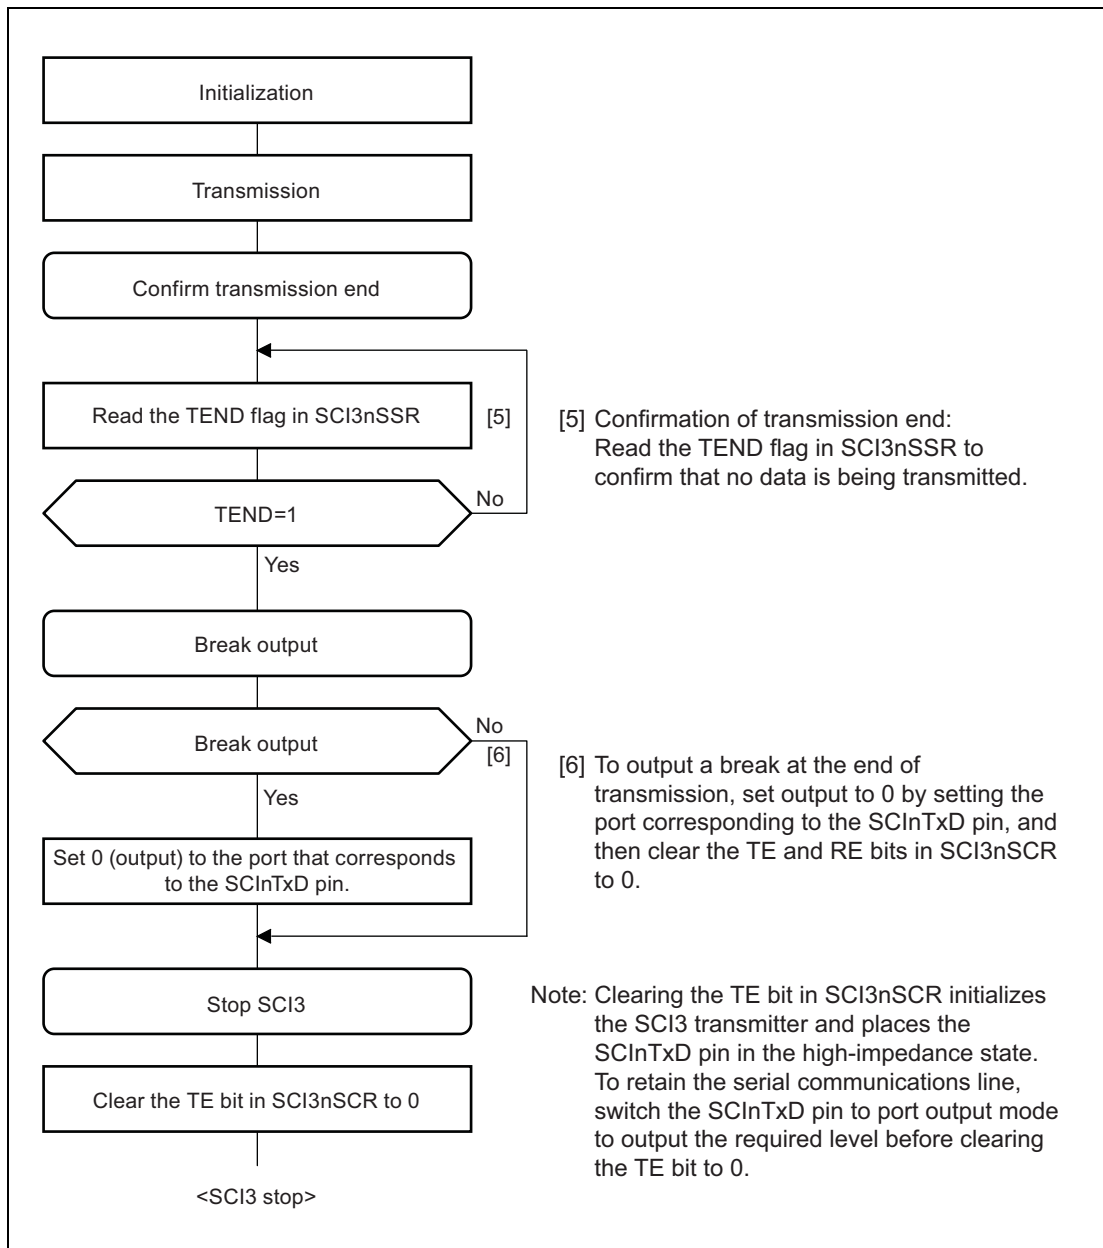 Initialization
Transmission
Confirm transmission end
Read the TEND flag in SCI3nSSR
[5]
[5] Confirmation of transmission end:
Read the TEND flag in SCI3nSSR to
confirm that no data is being transmitted.
TEND=1
No
Yes
Break output
Break output
No
[6]
Yes
[6] To output a break at the end of
transmission, set output to 0 by setting the
port corresponding to the SCInTxD pin, and
then clear the TE and RE bits in SCI3nSCR
to 0.
Set 0 (output) to the port that corresponds
to the SCInTxD pin.
Stop SCI3
Note: Clearing the TE bit in SCI3nSCR initializes
the SCI3 transmitter and places the
SCInTxD pin in the high-impedance state.
To retain the serial communications line,
switch the SCInTxD pin to port output mode
to output the required level before clearing
the TE bit to 0.
Clear the TE bit in SCI3nSCR to 0
<SCI3 stop>